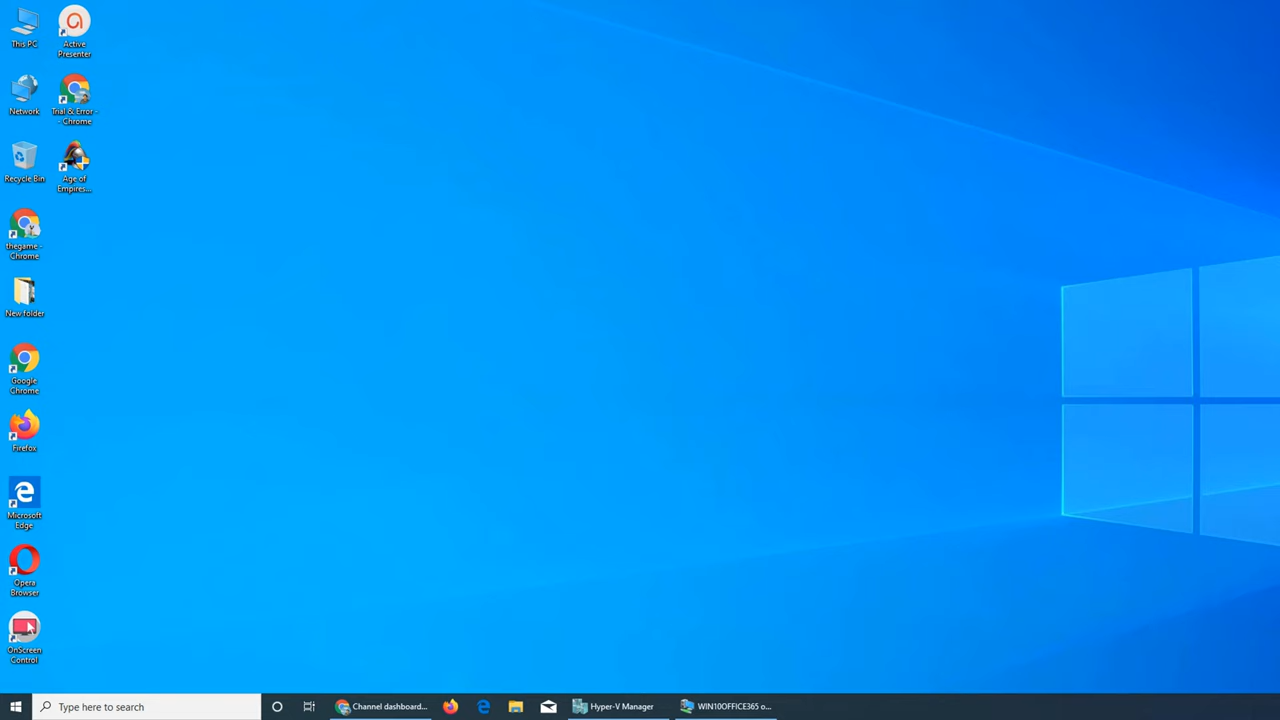 This PC
Active
Presenter
Network
Trial & Error -
- Chrome
Recycle Bin
Age of
Empires...
thegame -
Chrome
New folder
Google
Chrome
Firefox
Microsoft
Edge
Opera
Browser
OnScreen
Control
Type here to search
Channel dashboard...
Hyper-V Manager
WIN10OFFICE365 o...